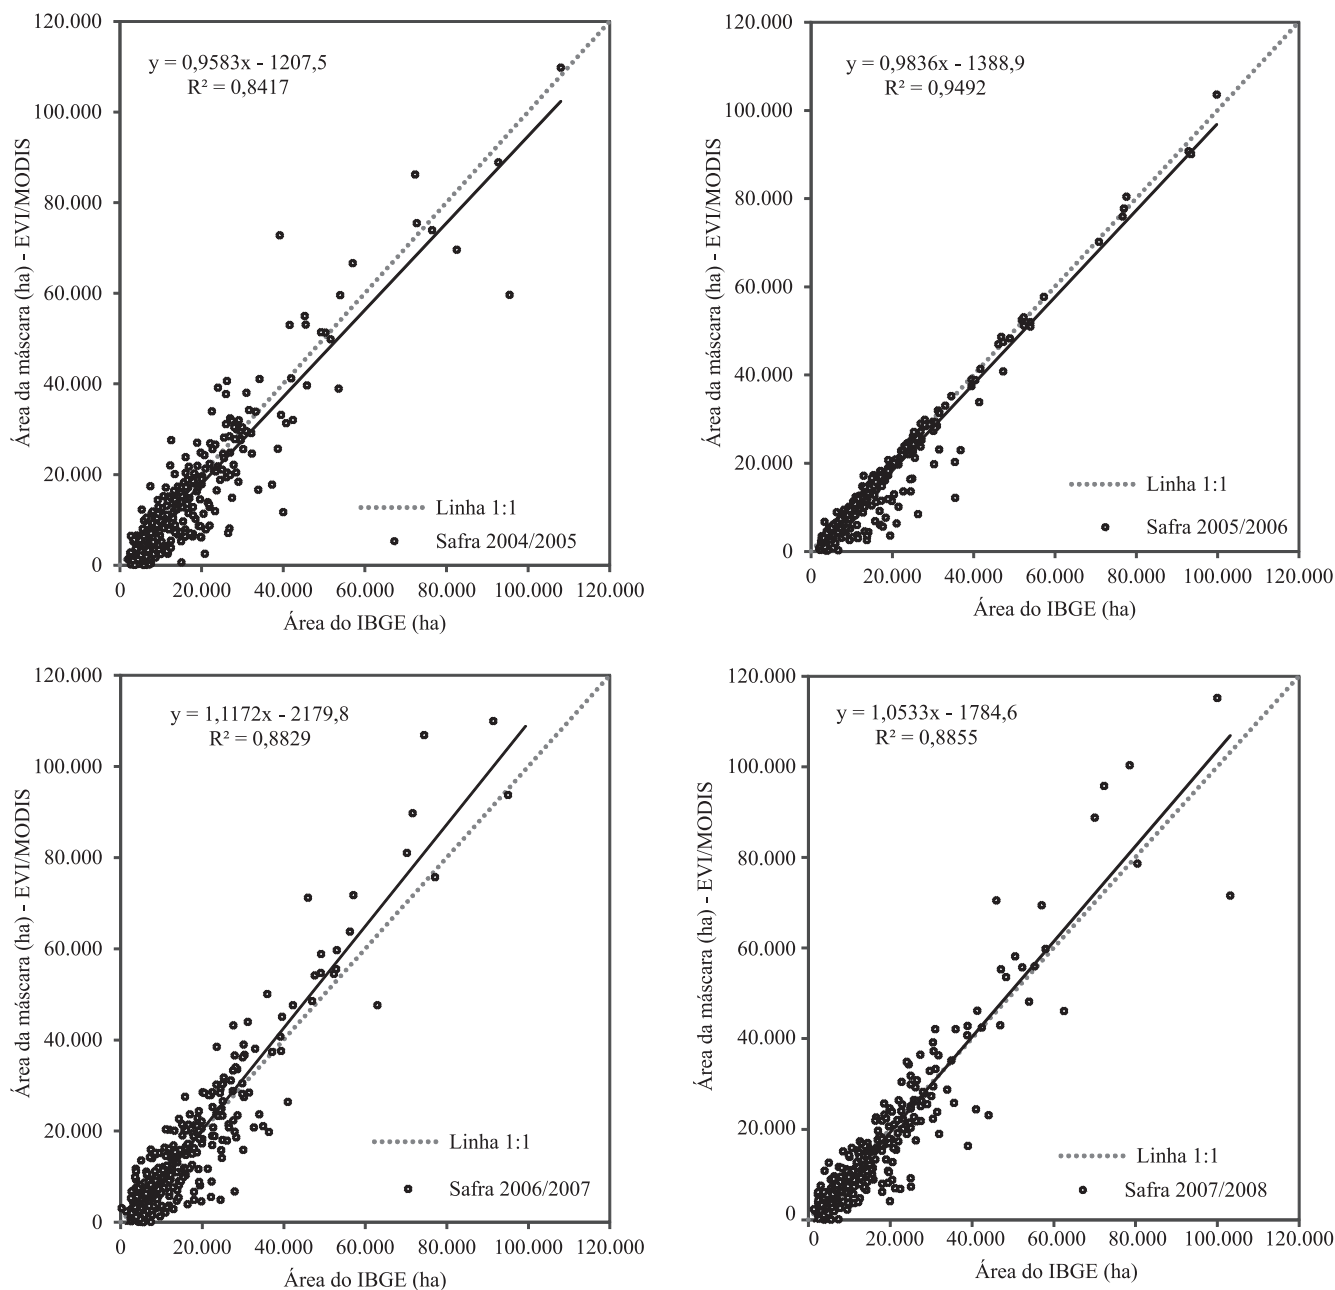 120.000
100.000
80.000
60.000
40.000
20.000
0
Área da máscara (ha) - EVI/MODIS
y = 0,9583x - 1207,5
R² = 0,8417
Linha 1:1
Safra 2004/2005
0 20.000 40.000 60.000 80.000 100.000 120.000
Área do IBGE (ha)
120.000
100.000
80.000
60.000
40.000
20.000
0
Área da máscara (ha) - EVI/MODIS
y = 0,9836x - 1388,9
R² = 0,9492
Linha 1:1
Safra 2005/2006
0 20.000 40.000 60.000 80.000 100.000 120.000
Área do IBGE (ha)
120.000
100.000
80.000
60.000
40.000
20.000
0
Área da máscara (ha) - EVI/MODIS
y = 1,1172x - 2179,8
R² = 0,8829
Linha 1:1
Safra 2006/2007
0 20.000 40.000 60.000 80.000 100.000 120.000
Área do IBGE (ha)
120.000
100.000
80.000
60.000
40.000
20.000
0
Área da máscara (ha) - EVI/MODIS
y = 1,0533x - 1784,6
R² = 0,8855
Linha 1:1
Safra 2007/2008
0 20.000 40.000 60.000 80.000 100.000 120.000
Área do IBGE (ha)